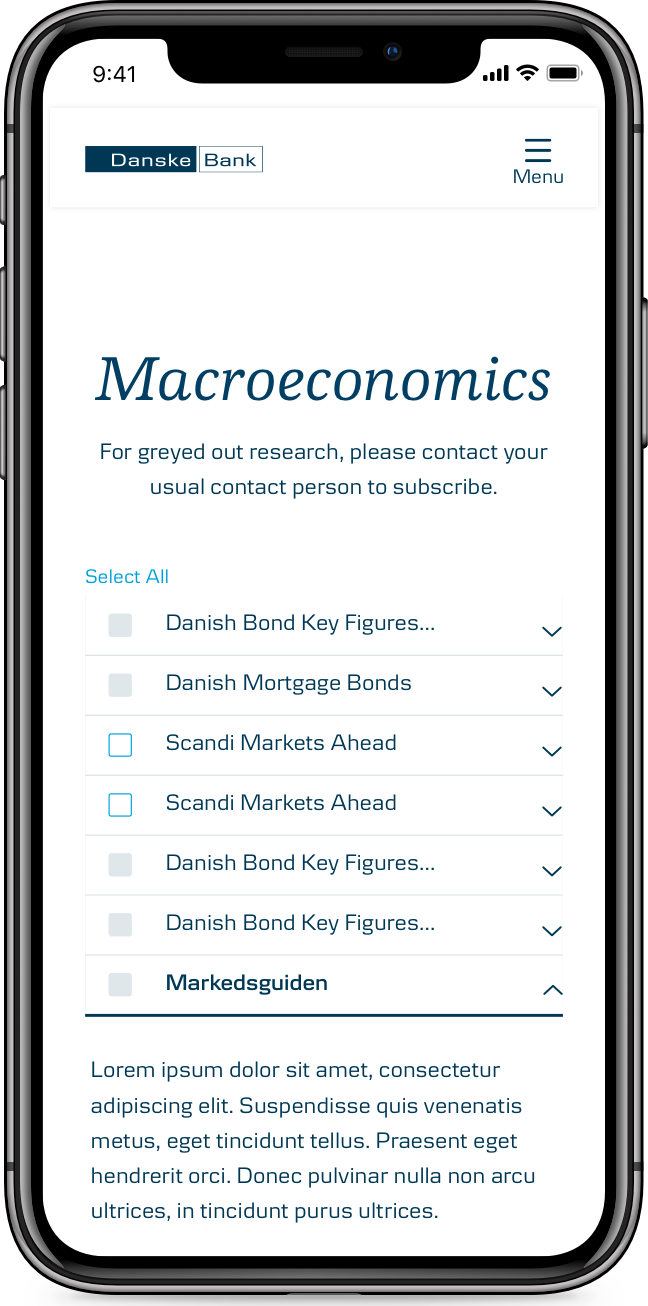 9:41
Danske Bank
Menu
Macroeconomics
For greyed out research, please contact your
usual contact person to subscribe.
Select All
Danish Bond Key Figures...
Danish Mortgage Bonds
Scandi Markets Ahead
Scandi Markets Ahead
Danish Bond Key Figures...
Danish Bond Key Figures...
Markedsguiden
Lorem ipsum dolor sit amet, consectetur
adipiscing elit. Suspendisse quis venenatis
metus, eget tincidunt tellus. Praesent eget
hendrerit orci. Donec pulvinar nulla non arcu
ultrices, in tincidunt purus ultrices.